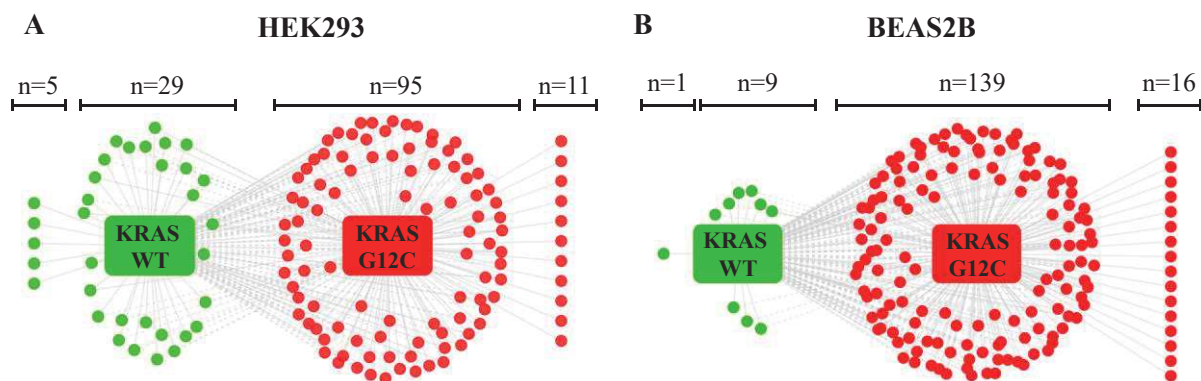 A
HEK293
n=5
n=29
n=95
n=11
KRAS
WT
KRAS
G12C
B
BEAS2B
n=1
n=9
n=139
n=16
KRAS
WT
KRAS
G12C